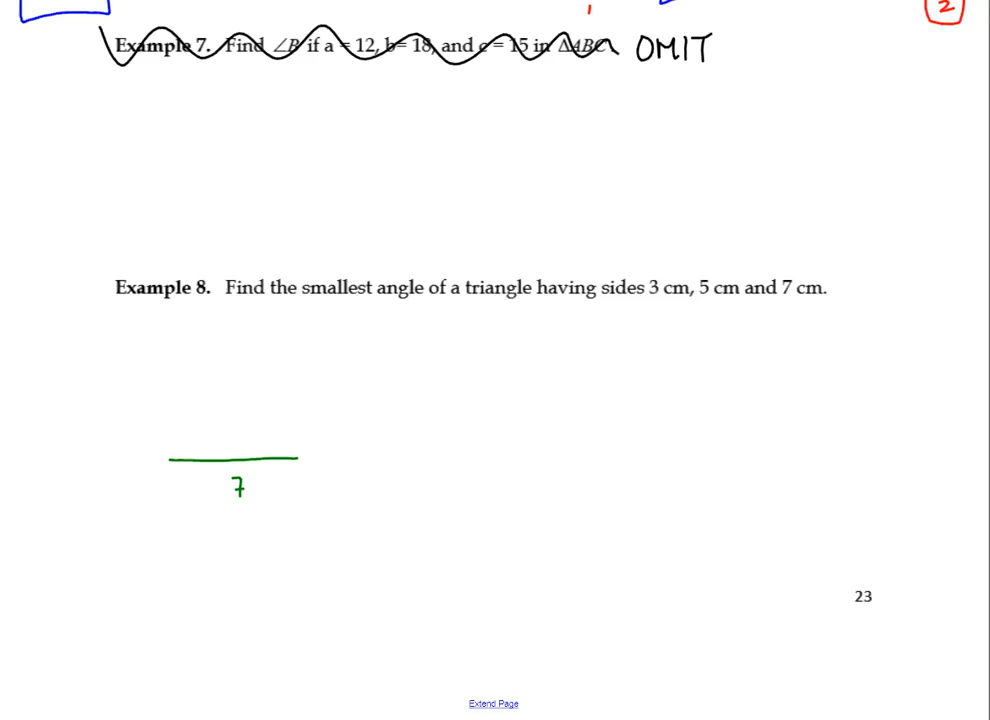 2
Example 7. Find ∠B if a = 12, b= 18, and c = 15 in ΔABC OMIT
Example 8. Find the smallest angle of a triangle having sides 3 cm, 5 cm and 7 cm.
7
23
Extend Page